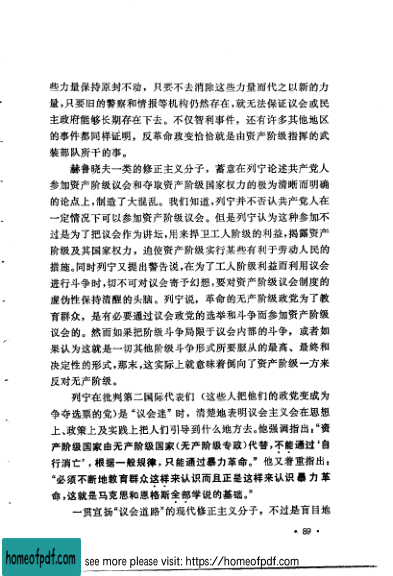 些力量保持原封不动，只要不去消除这些力量而代之以新的力
量，只要旧的警察和情报等机构仍然存在，就无法保证议会或民
主政府能够长期存在下去。不仅智利事件，还有许多其他地区
的事件都同样证明，反革命政变恰恰就是由资产阶级指挥的武
装部队所干的事。
赫鲁晓夫一类的修正主义分子，蓄意在列宁论述共产党人
参加资产阶级议会和夺取资产阶级国家权力的极为清晰而明确
的论点上，制造了大混乱。我们知道，列宁并不否认共产党人在
一定情况下可以参加资产阶级议会。但是列宁认为这种参加不
过是为了把议会作为讲坛，用来捍卫工人阶级的利益，揭露资产
阶级及其国家权力，迫使资产阶级实行某些有利于劳动人民的
措施。同时列宁又提出警告说，在为了工人阶级利益而利用议会
进行斗争时，切不可对议会寄于幻想，要对资产阶级议会制度的
虚伪性保持清醒的头脑。列宁说，革命的无产阶级政党为了教
育群众，是有必要通过议会政党的选举和斗争而参加资产阶级
议会的。然而如果把阶级斗争局限于议会内部的斗争，或者如
果认为这就是一切其他阶级斗争形式所要服从的最高、最终和
决定性的形式，那末，这实际上就意味着倒向了资产阶级一方来
反对无产阶级。
列宁在批判第二国际代表们（这些人把他们的政党变成为
争夺选票的党）是“议会迷”时，清楚地表明议会主义会在思想
上、政策上及实践上把人们引导到什么地方去。他强调指出：“资
产阶级国家由无产阶级国家（无产阶级专政）代替，不能通过‘自
行消亡’，根据一般规律，只能通过暴力革命。”他又着重指出：
“必须不断地教育群众这样来认识而且正是这样来认识暴力革
命，这就是马克思和恩格斯全部学说的基础。”
一贯宣扬“议会道路”的现代修正主义分子，不过是盲目地
· 89 ·
homeofpdf.com
see more please visit: https://homeofpdf.com